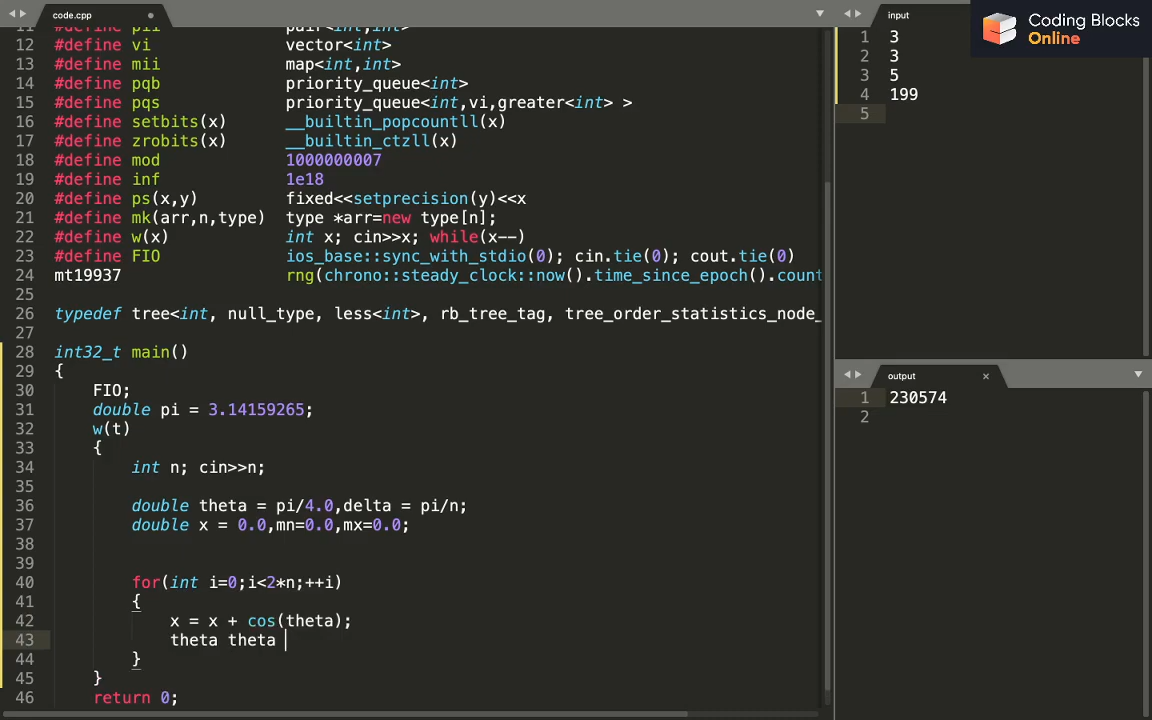 code.cpp
11 #define pii pair<int,int>
12 #define vi vector<int>
13 #define mii map<int,int>
14 #define pqb priority_queue<int>
15 #define pqs priority_queue<int,vi,greater<int> >
16 #define setbits(x) __builtin_popcountll(x)
17 #define zrobits(x) __builtin_ctzll(x)
18 #define mod 1000000007
19 #define inf 1e18
20 #define ps(x,y) fixed<<setprecision(y)<<x
21 #define mk(arr,n,type) type *arr=new type[n];
22 #define w(x) int x; cin>>x; while(x--)
23 #define FIO ios_base::sync_with_stdio(0); cin.tie(0); cout.tie(0)
24 mt19937 rng(chrono::steady_clock::now().time_since_epoch().count
25
26 typedef tree<int, null_type, less<int>, rb_tree_tag, tree_order_statistics_node_
27
28 int32_t main()
29 {
30 FIO;
31 double pi = 3.14159265;
32 w(t)
33 {
34 int n; cin>>n;
35
36 double theta = pi/4.0,delta = pi/n;
37 double x = 0.0,mn=0.0,mx=0.0;
38
39
40 for(int i=0;i<2*n;++i)
41 {
42 x = x + cos(theta);
43 theta theta
44 }
45 }
46 return 0;
input
1 3
2 3
3 5
4 199
5
Coding Blocks
Online
output
1 230574
2